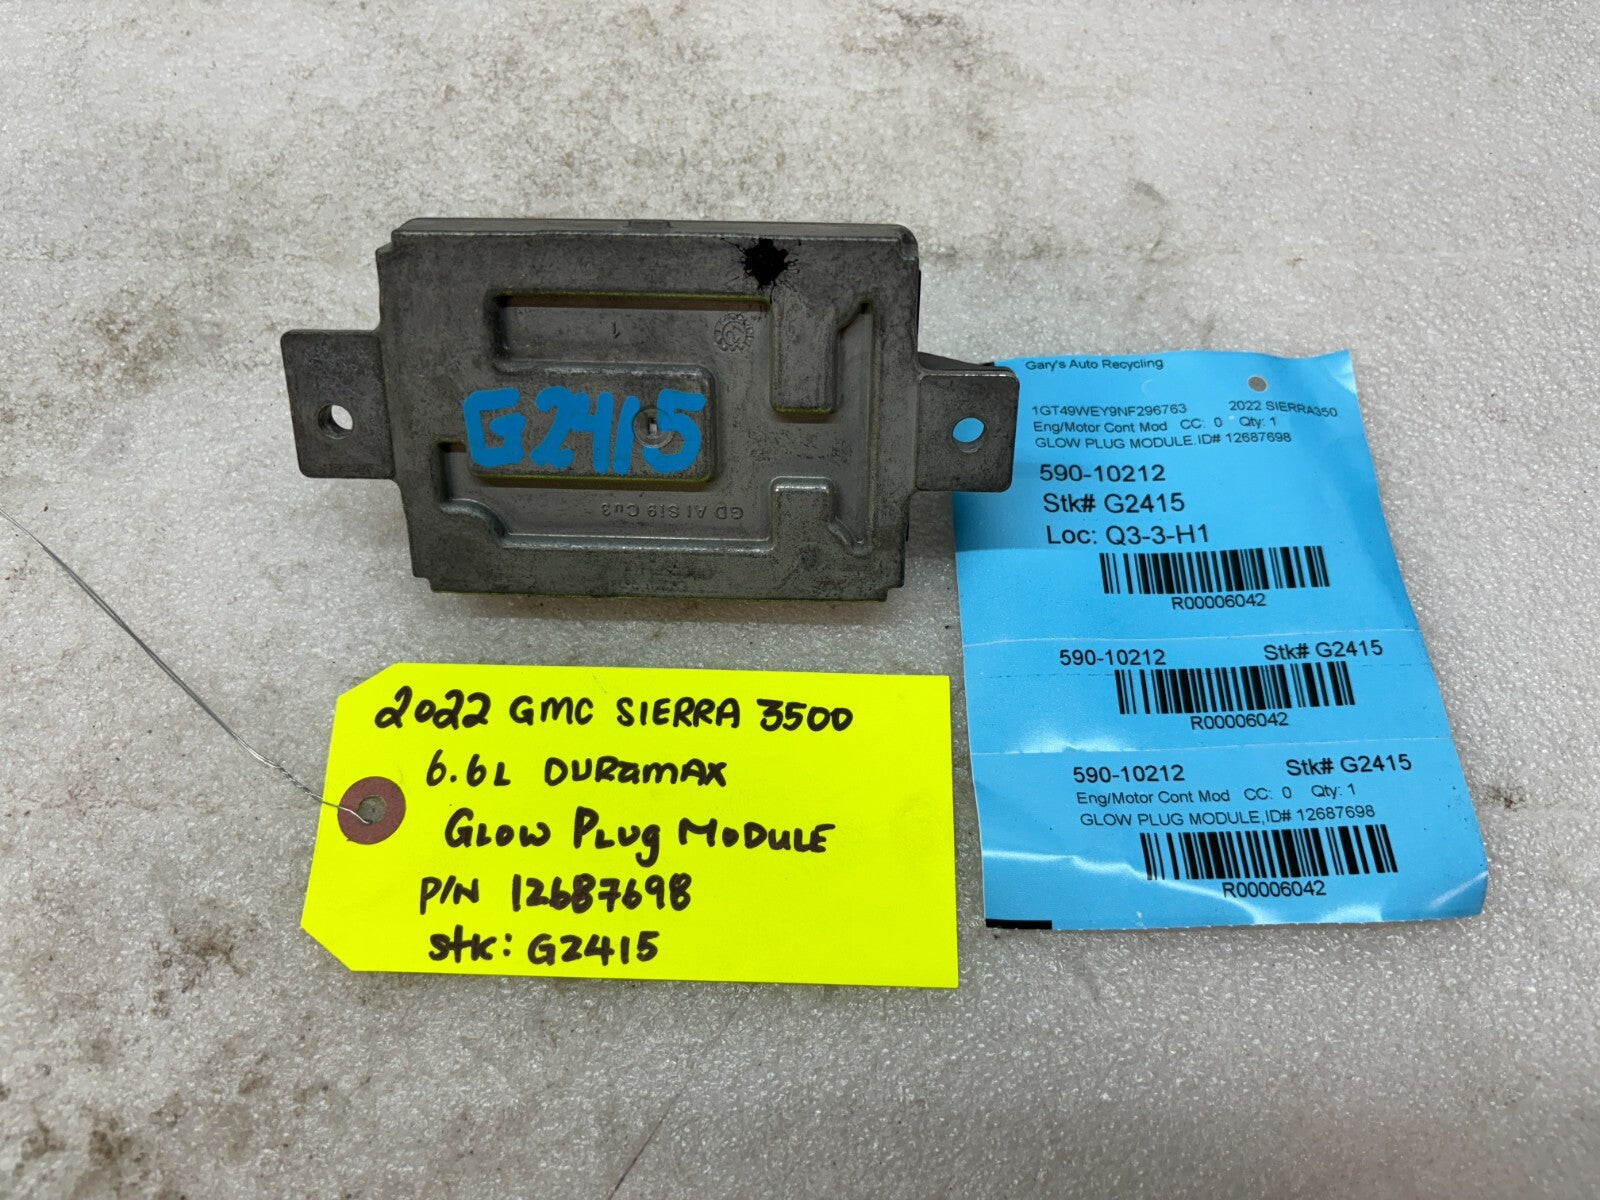 1
G2415
GD AlSi9 Cu3
Gary's Auto Recycling
1GT49WEY9NF296763 2022 SIERRA350
Eng/Motor Cont Mod CC: 0 Qty: 1
GLOW PLUG MODULE,ID# 12687698
590-10212
Stk# G2415
Loc: Q3-3-H1
R00006042
590-10212 Stk# G2415
R00006042
590-10212 Stk# G2415
Eng/Motor Cont Mod CC: 0 Qty: 1
GLOW PLUG MODULE,ID# 12687698
R00006042
2022 GMC SIERRA 3500
6.6L DURAMAX
GLOW PLUG MODULE
P/N 12687698
Stk: G2415